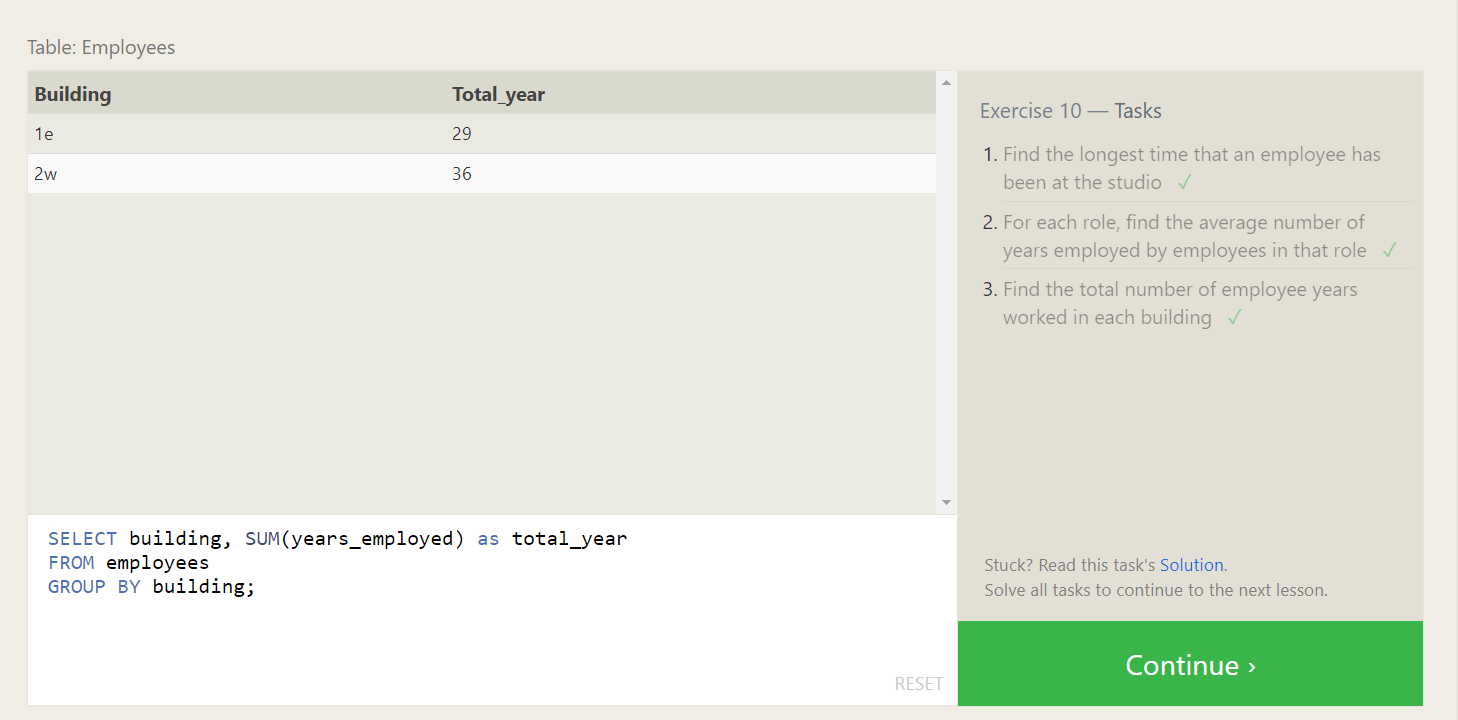 Table: Employees
Building Total_year
1e 29
2w 36
SELECT building, SUM(years_employed) as total_year
FROM employees
GROUP BY building;
RESET
Exercise 10 — Tasks
1. Find the longest time that an employee has
been at the studio ✓
2. For each role, find the average number of
years employed by employees in that role ✓
3. Find the total number of employee years
worked in each building ✓
Stuck? Read this task's Solution.
Solve all tasks to continue to the next lesson.
Continue ›